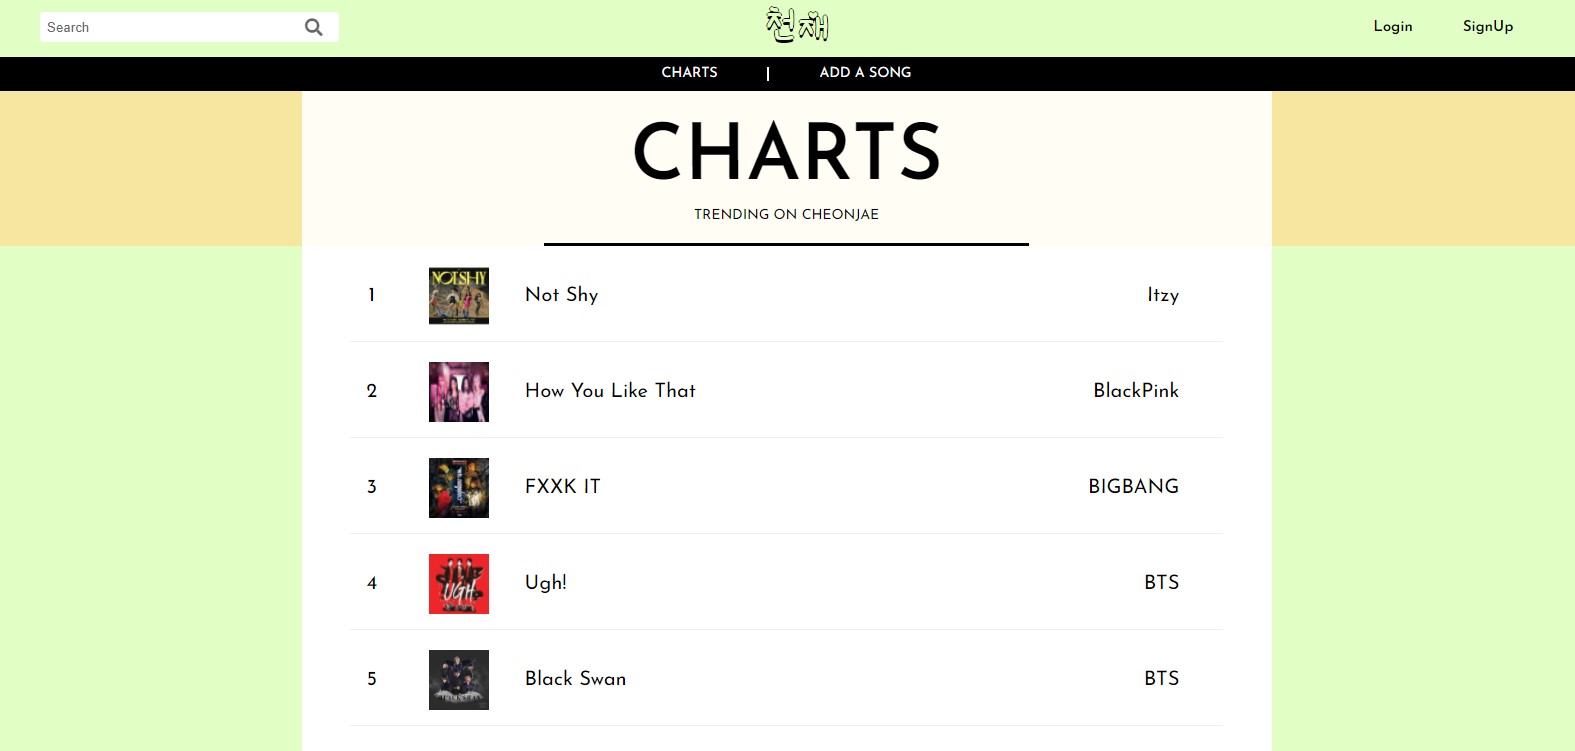 Search
천재
Login
SignUp
CHARTS
|
ADD A SONG
CHARTS
TRENDING ON CHEONJAE
1
NOT SHY
Not Shy
Itzy
2
How You Like That
BlackPink
3
FXXK IT
BIGBANG
4
UGH!
Ugh!
BTS
5
Black Swan
BTS